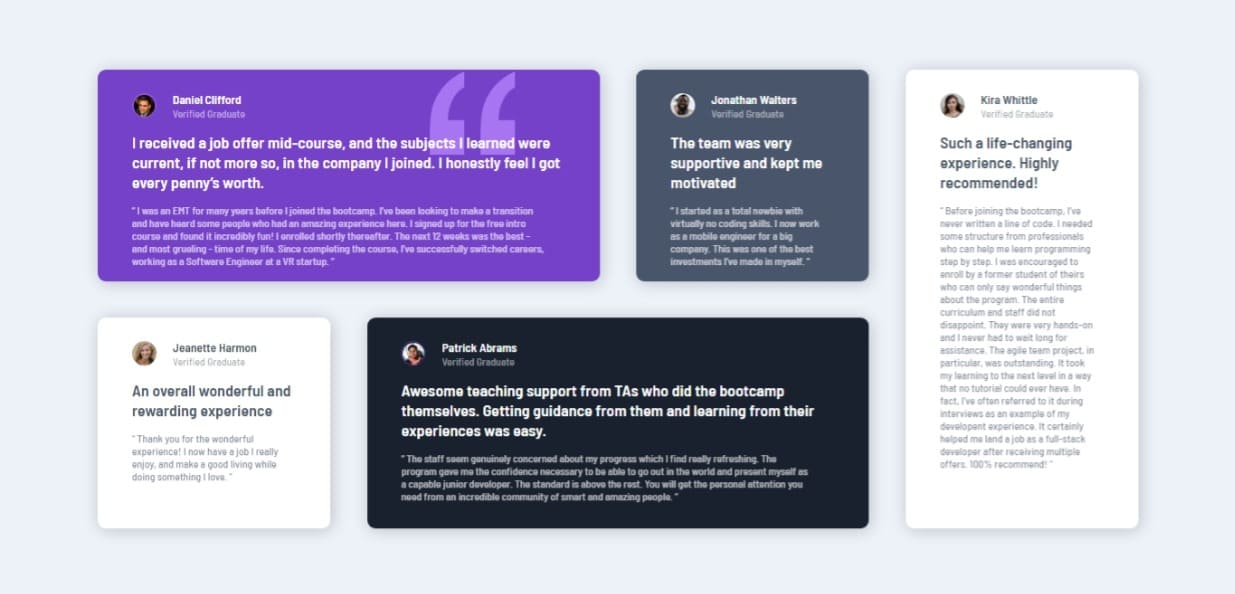 Daniel Clifford
Verified Graduate
I received a job offer mid-course, and the subjects I learned were
current, if not more so, in the company I joined. I honestly feel I got
every penny’s worth.
“ I was an EMT for many years before I joined the bootcamp. I’ve been looking to make a transition
and have heard some people who had an amazing experience here. I signed up for the free intro
course and found it incredibly fun! I enrolled shortly thereafter. The next 12 weeks was the best -
and most grueling - time of my life. Since completing the course, I’ve successfully switched careers,
working as a Software Engineer at a VR startup. ”
Jonathan Walters
Verified Graduate
The team was very
supportive and kept me
motivated
“ I started as a total newbie with
virtually no coding skills. I now work
as a mobile engineer for a big
company. This was one of the best
investments I’ve made in myself. ”
Kira Whittle
Verified Graduate
Such a life-changing
experience. Highly
recommended!
“ Before joining the bootcamp, I’ve
never written a line of code. I needed
some structure from professionals
who can help me learn programming
step by step. I was encouraged to
enroll by a former student of theirs
who can only say wonderful things
about the program. The entire
curriculum and staff did not
disappoint. They were very hands-on
and I never had to wait long for
assistance. The agile team project, in
particular, was outstanding. It took
my learning to the next level in a way
that no tutorial could ever have. In
fact, I’ve often referred to it during
interviews as an example of my
developent experience. It certainly
helped me land a job as a full-stack
developer after receiving multiple
offers. 100% recommend! ”
Jeanette Harmon
Verified Graduate
An overall wonderful and
rewarding experience
“ Thank you for the wonderful
experience! I now have a job I really
enjoy, and make a good living while
doing something I love. ”
Patrick Abrams
Verified Graduate
Awesome teaching support from TAs who did the bootcamp
themselves. Getting guidance from them and learning from their
experiences was easy.
“ The staff seem genuinely concerned about my progress which I find really refreshing. The
program gave me the confidence necessary to be able to go out in the world and present myself as
a capable junior developer. The standard is above the rest. You will get the personal attention you
need from an incredible community of smart and amazing people. ”